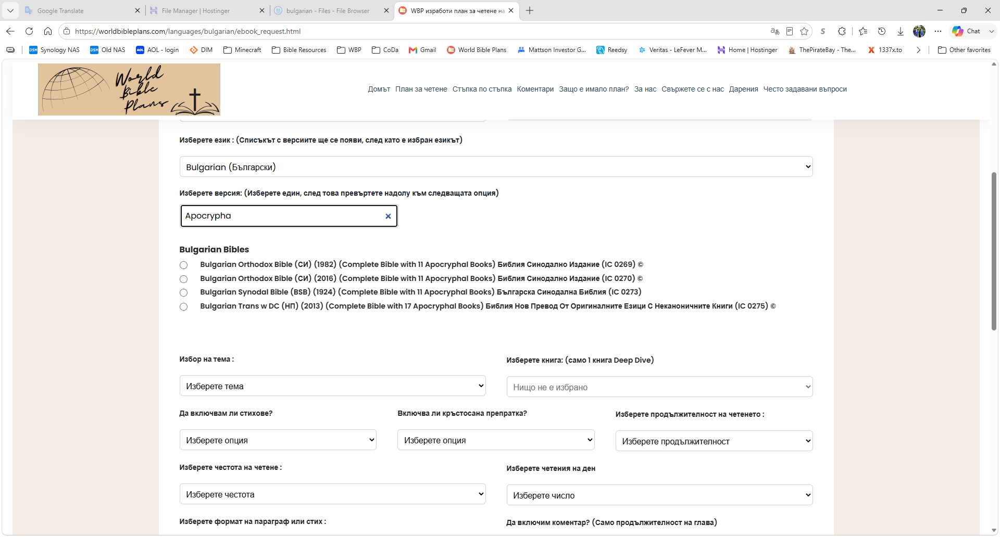 Google Translate
File Manager | Hostinger
bulgarian - Files - File Browser
WBP изработи план за четене на
https://worldbibleplans.com/languages/bulgarian/ebook_request.html
Chat
Synology NAS
Old NAS
AOL - login
DIM
Minecraft
Bible Resources
WBP
CoDa
Gmail
World Bible Plans
Mattson Investor G...
Reedsy
Veritas - LeFever M...
Home | Hostinger
ThePirateBay - The...
1337x.to
Other favorites
World
Bible
Plans
Домът План за четене Стъпка по стъпка Коментари Защо е имало план? За нас Свържете се с нас Дарения Често задавани въпроси
Изберете език : (Списъкът с версиите ще се появи, след като е избран езикът)
Bulgarian (Български)
Изберете версия: (Изберете един, след това превъртете надолу към следващата опция)
Apocrypha
Bulgarian Bibles
Bulgarian Orthodox Bible (СИ) (1982) (Complete Bible with 11 Apocryphal Books) Библия Синодално Издание (IC 0269) ©
Bulgarian Orthodox Bible (СИ) (2016) (Complete Bible with 11 Apocryphal Books) Библия Синодално Издание (IC 0270) ©
Bulgarian Synodal Bible (BSB) (1924) (Complete Bible with 11 Apocryphal Books) Българска Синодална Библия (IC 0273)
Bulgarian Trans w DC (НП) (2013) (Complete Bible with 17 Apocryphal Books) Библия Нов Превод От Оригиналните Езици С Неканоничните Книги (IC 0275) ©
Избор на тема :
Изберете книга: (само 1 книга Deep Dive)
Изберете тема
Нищо не е избрано
Да включвам ли стихове?
Включва ли кръстосана препратка?
Изберете продължителност на четенето :
Изберете опция
Изберете опция
Изберете продължителност
Изберете честота на четене :
Изберете четения на ден
Изберете честота
Изберете число
Изберете формат на параграф или стих :
Да включим коментар? (Само продължителност на глава)